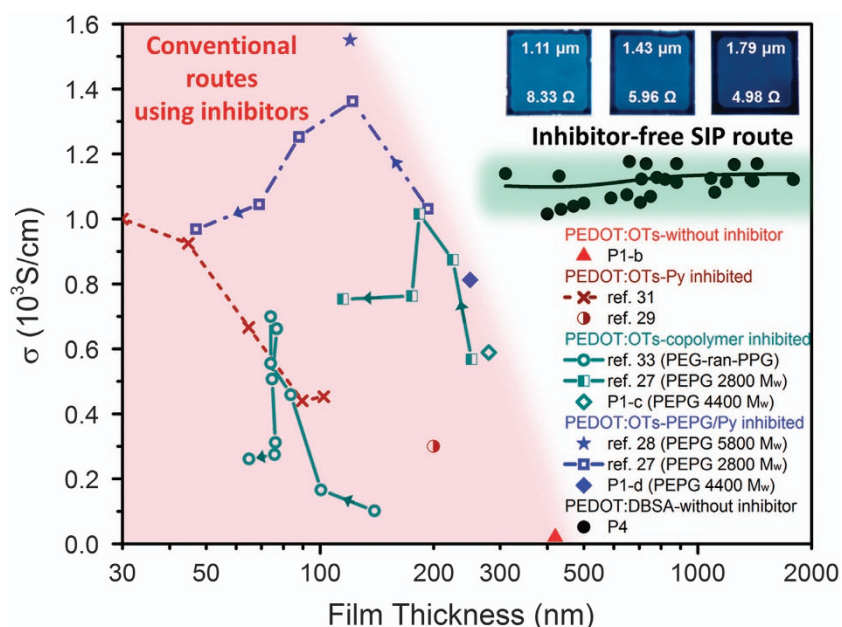 Conventional
routes
using inhibitors
1.11 μm
8.33 Ω
1.43 μm
5.96 Ω
1.79 μm
4.98 Ω
Inhibitor-free SIP route
PEDOT:OTs-without inhibitor
P1-b
PEDOT:OTs-Py inhibited
ref. 31
ref. 29
PEDOT:OTs-copolymer inhibited
ref. 33 (PEG-ran-PPG)
ref. 27 (PEPG 2800 Mw)
P1-c (PEPG 4400 Mw)
PEDOT:OTs-PEPG/Py inhibited
ref. 28 (PEPG 5800 Mw)
ref. 27 (PEPG 2800 Mw)
P1-d (PEPG 4400 Mw)
PEDOT:DBSA-without inhibitor
P4
σ (10³S/cm)
1.6
1.4
1.2
1.0
0.8
0.6
0.4
0.2
0.0
30
50
100
200
300
500
1000
2000
Film Thickness (nm)